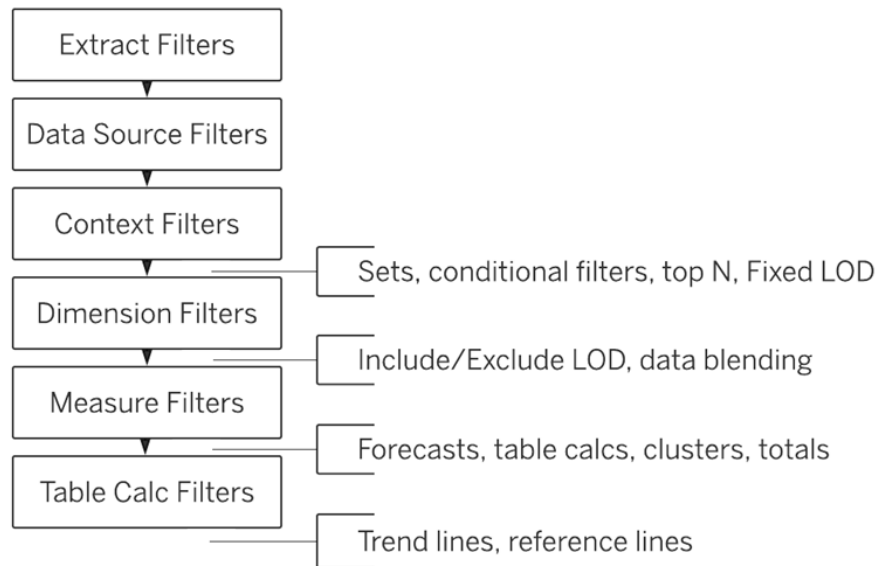 Extract Filters
Data Source Filters
Context Filters
Sets, conditional filters, top N, Fixed LOD
Dimension Filters
Include/Exclude LOD, data blending
Measure Filters
Forecasts, table calcs, clusters, totals
Table Calc Filters
Trend lines, reference lines